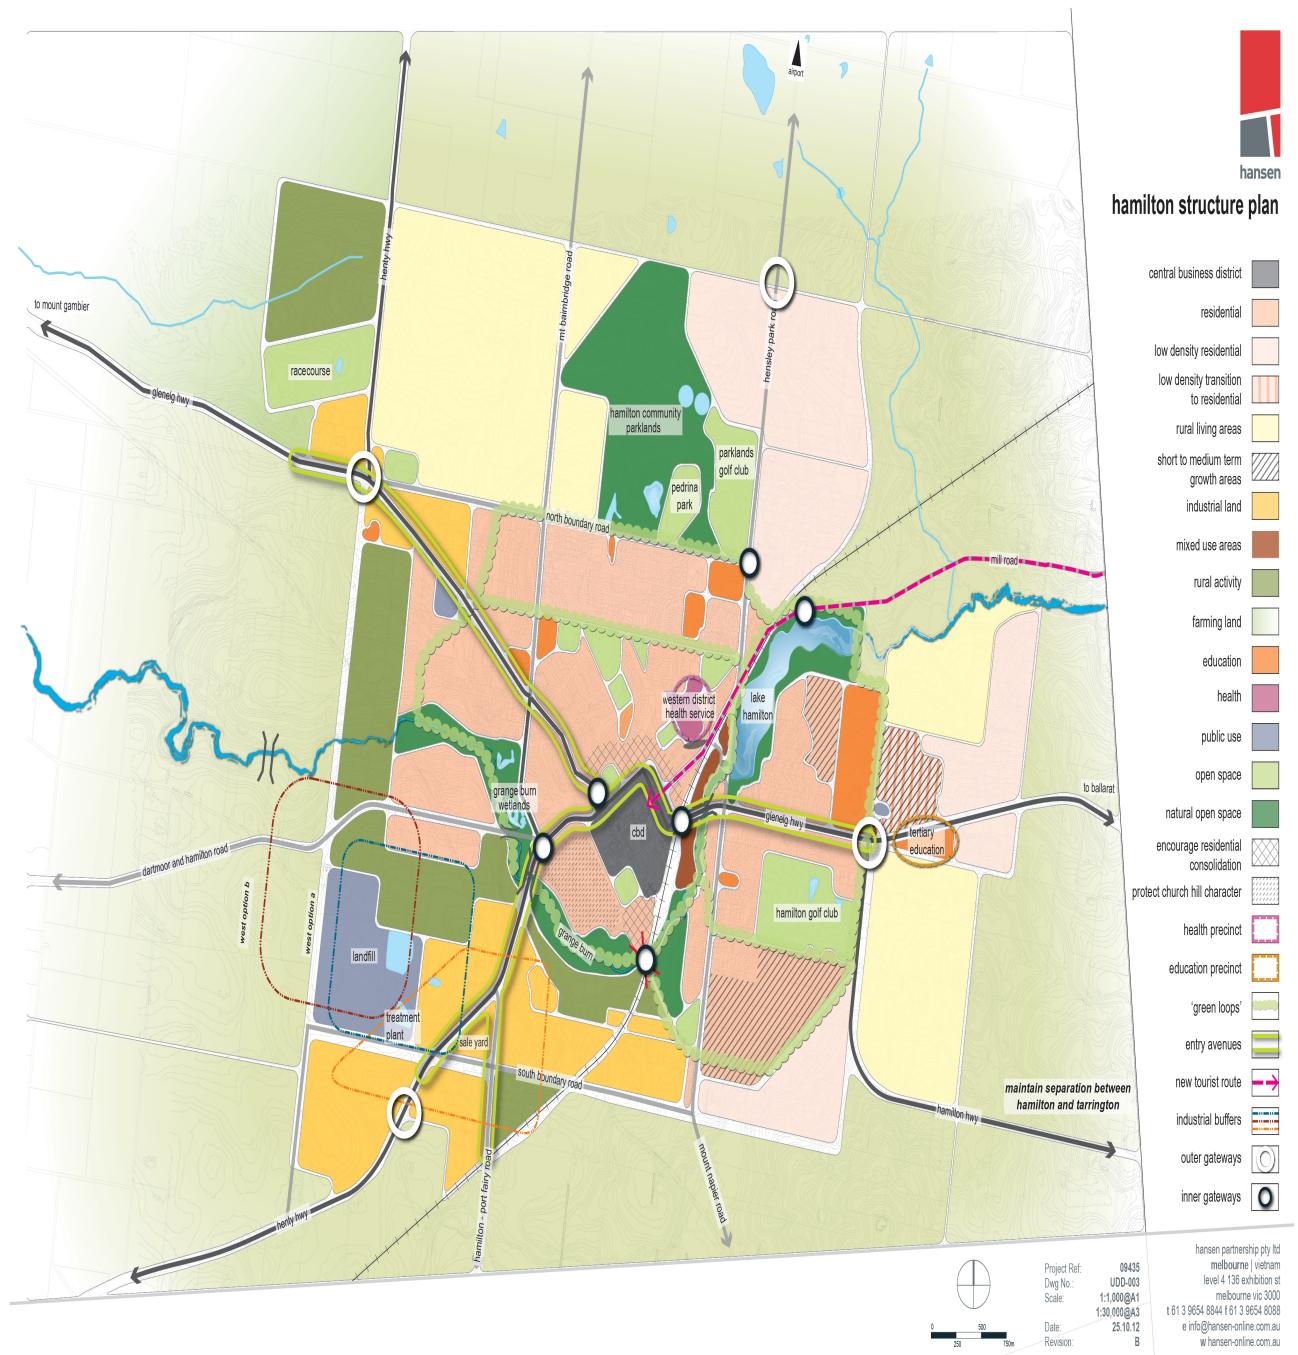 hansen
hamilton structure plan
central business district
residential
low density residential
low density transition
to residential
rural living areas
short to medium term
growth areas
industrial land
mixed use areas
rural activity
farming land
education
health
public use
open space
natural open space
encourage residential
consolidation
protect church hill character
health precinct
education precinct
'green loops'
entry avenues
new tourist route
industrial buffers
outer gateways
inner gateways
airport
to mount gambier
glenelg hwy
henty hwy
mt baimbridge road
hensley park ro
racecourse
hamilton community
parklands
parklands
golf club
pedrina
park
north boundary road
mill road
western district
health service
lake
hamilton
grange burn
wetlands
cbd
glenelg hwy
to ballarat
tertiary
education
dartmoor and hamilton road
west option b
west option a
landfill
hamilton golf club
grange burn
treatment
plant
sale yard
south boundary road
maintain separation between
hamilton and tarrington
hamilton hwy
mount napier road
hamilton - port fairy road
henty hwy
Project Ref: 09435
Dwg No.: UDD-003
Scale: 1:1,000@A1
1:30,000@A3
Date: 25.10.12
Revision: B
0 500
250 750m
hansen partnership pty ltd
melbourne | vietnam
level 4 136 exhibition st
melbourne vic 3000
t 61 3 9654 8844 f 61 3 9654 8088
e info@hansen-online.com.au
w hansen-online.com.au